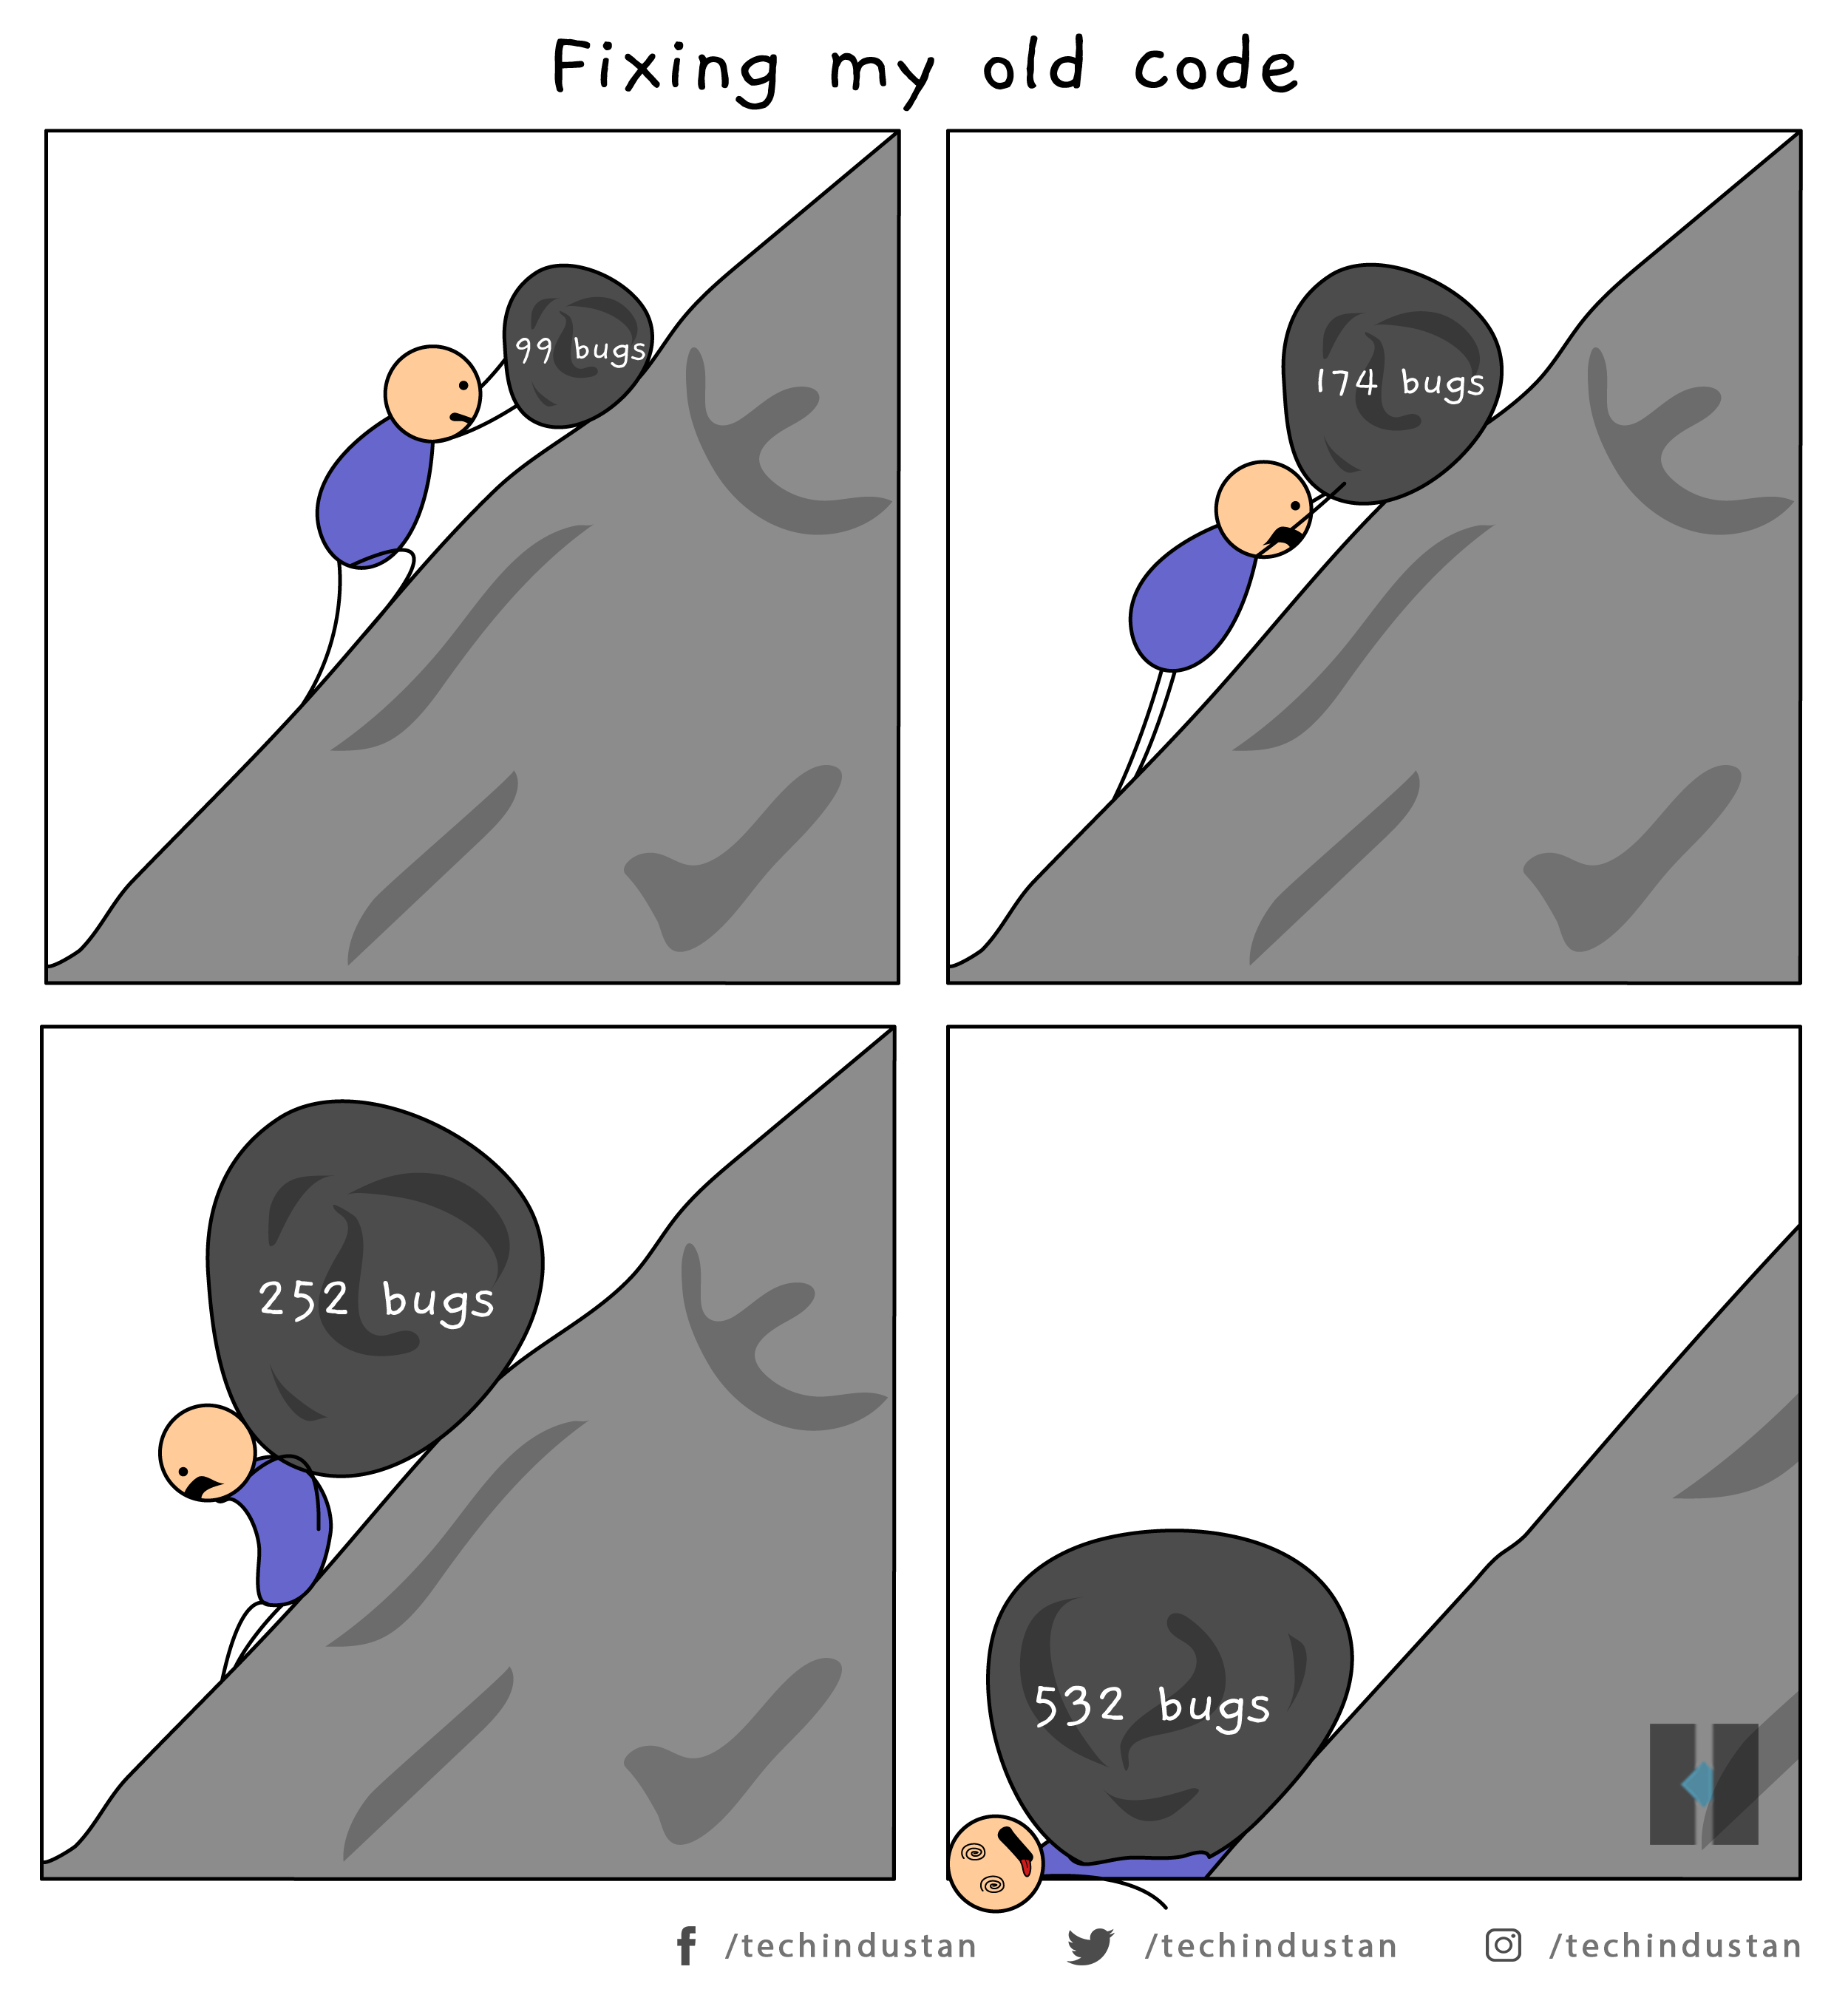 Fixing my old code
99 bugs
174 bugs
252 bugs
532 bugs
/techindustan
/techindustan
/techindustan